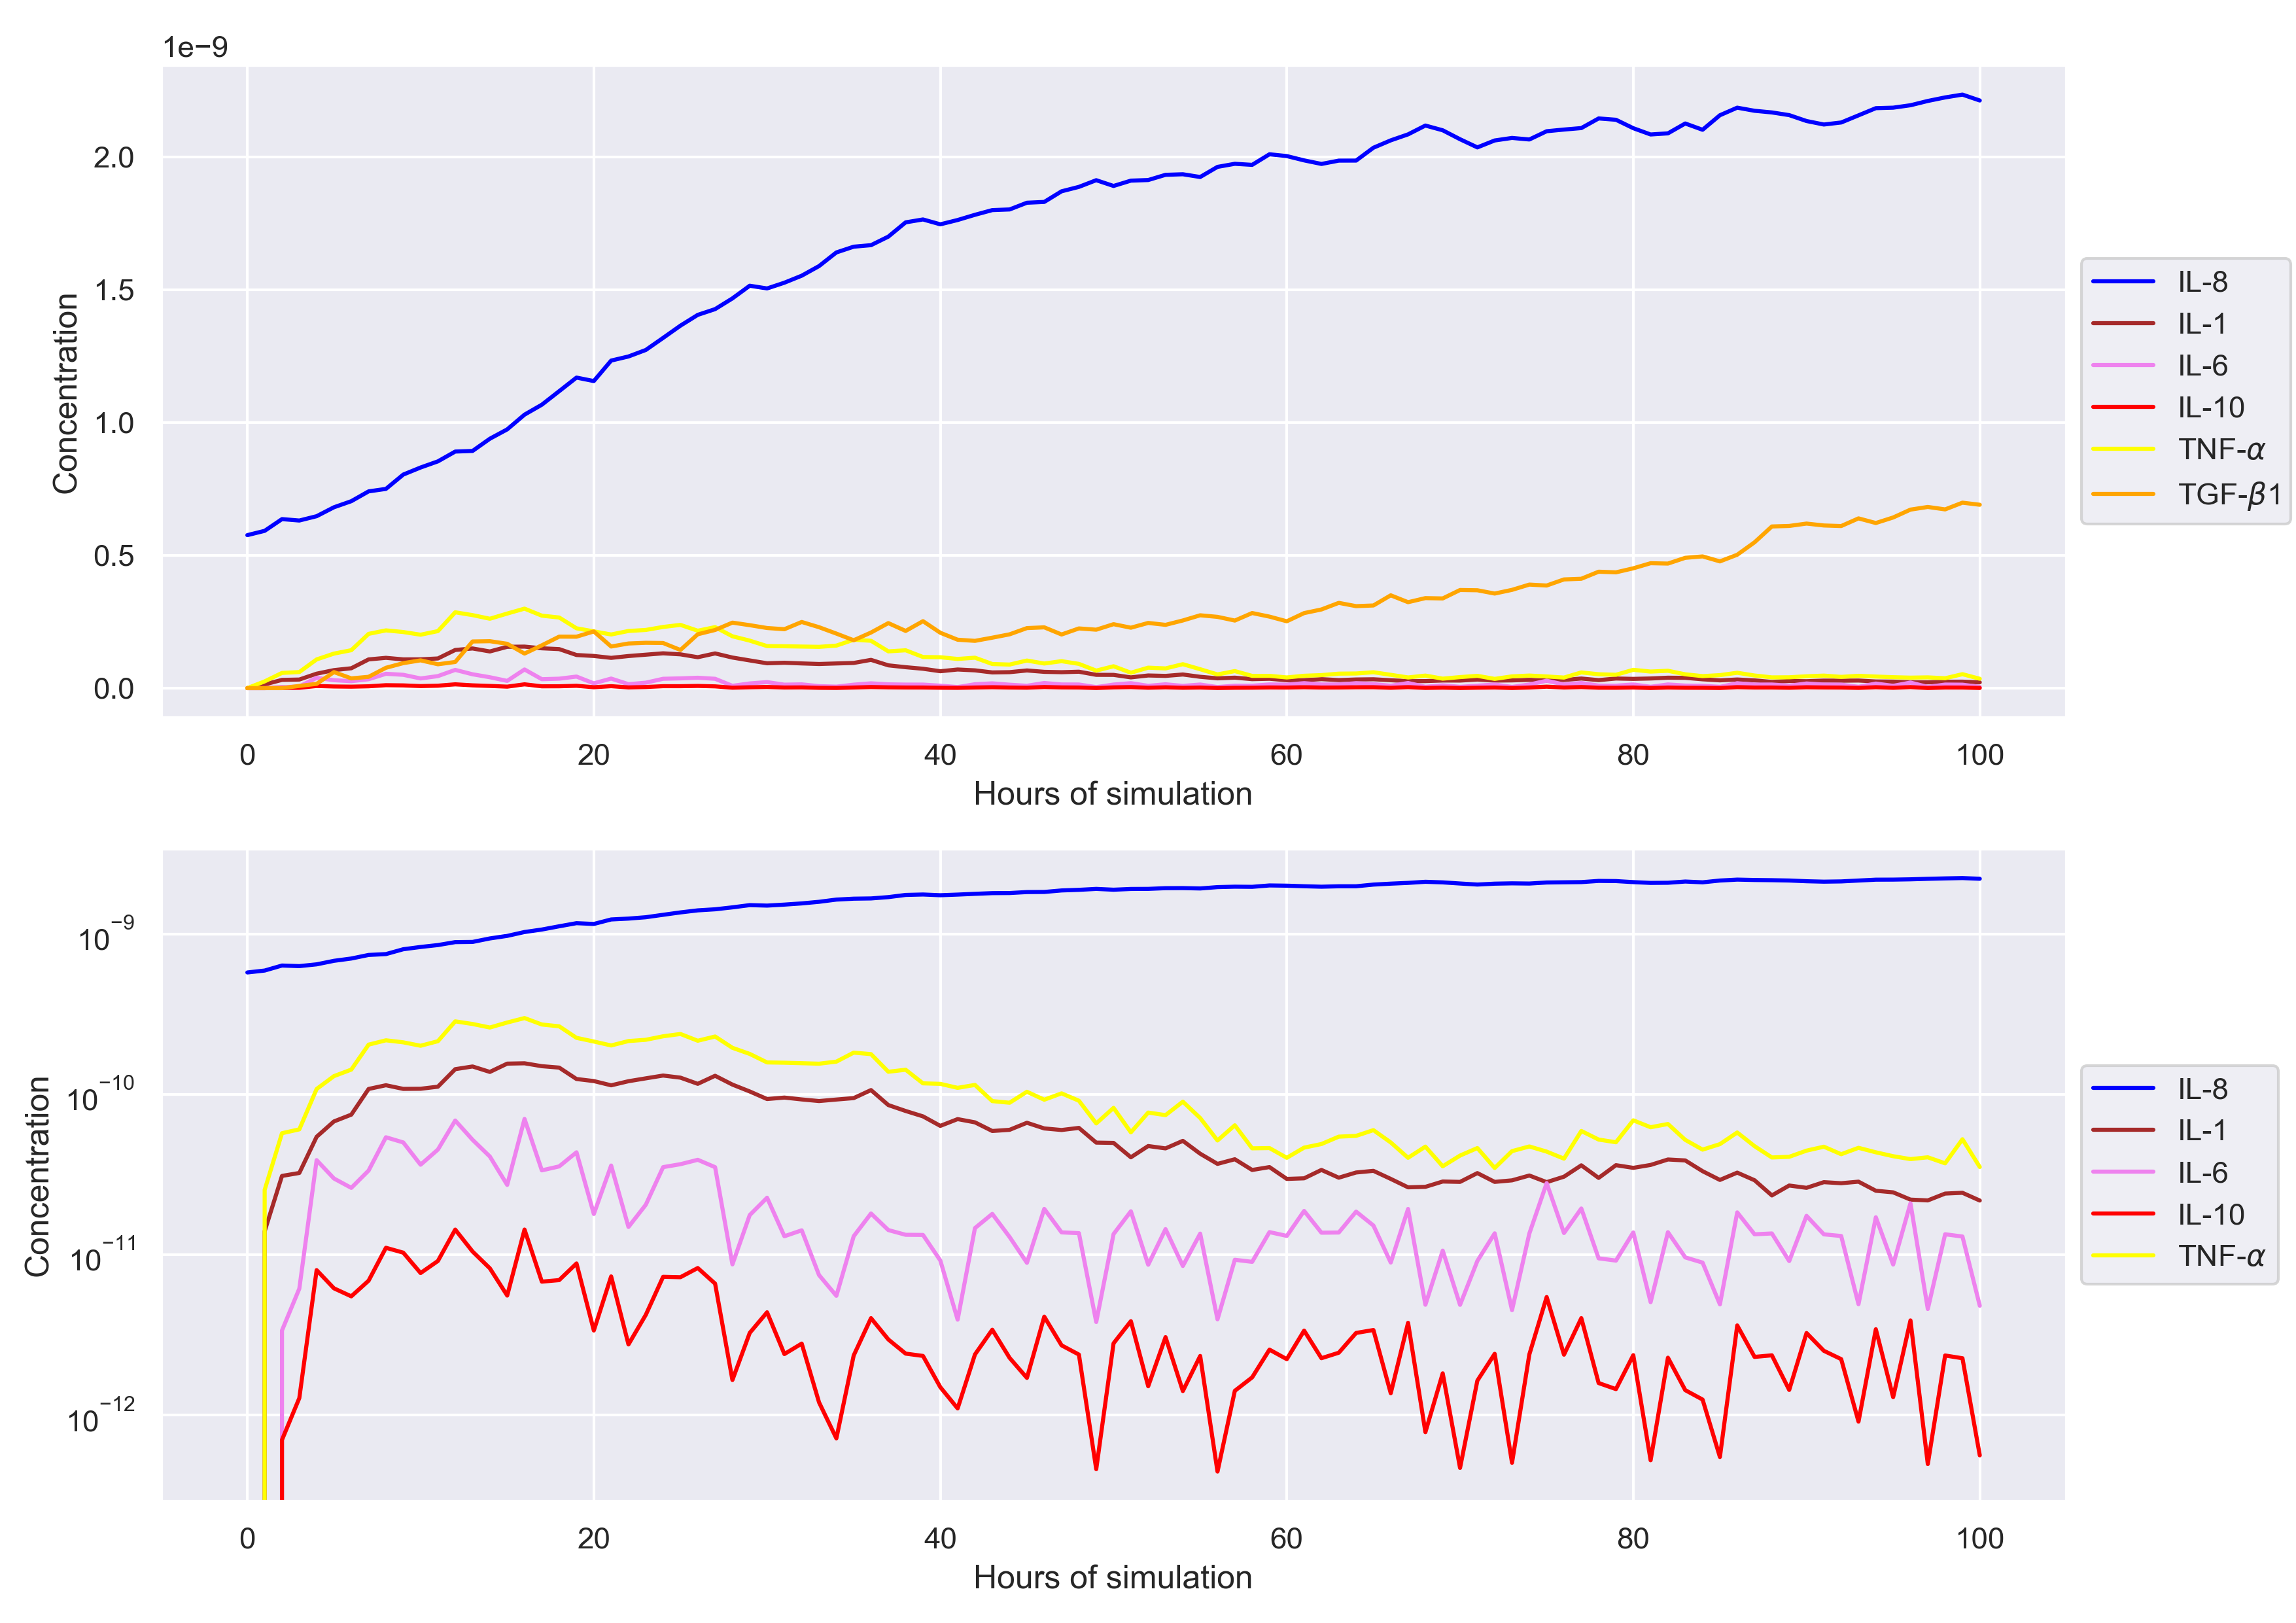 1e−9
2.0
1.5
1.0
0.5
0.0
Concentration
0 20 40 60 80 100
Hours of simulation
IL-8
IL-1
IL-6
IL-10
TNF-α
TGF-β1
10⁻⁹
10⁻¹⁰
10⁻¹¹
10⁻¹²
Concentration
0 20 40 60 80 100
Hours of simulation
IL-8
IL-1
IL-6
IL-10
TNF-α